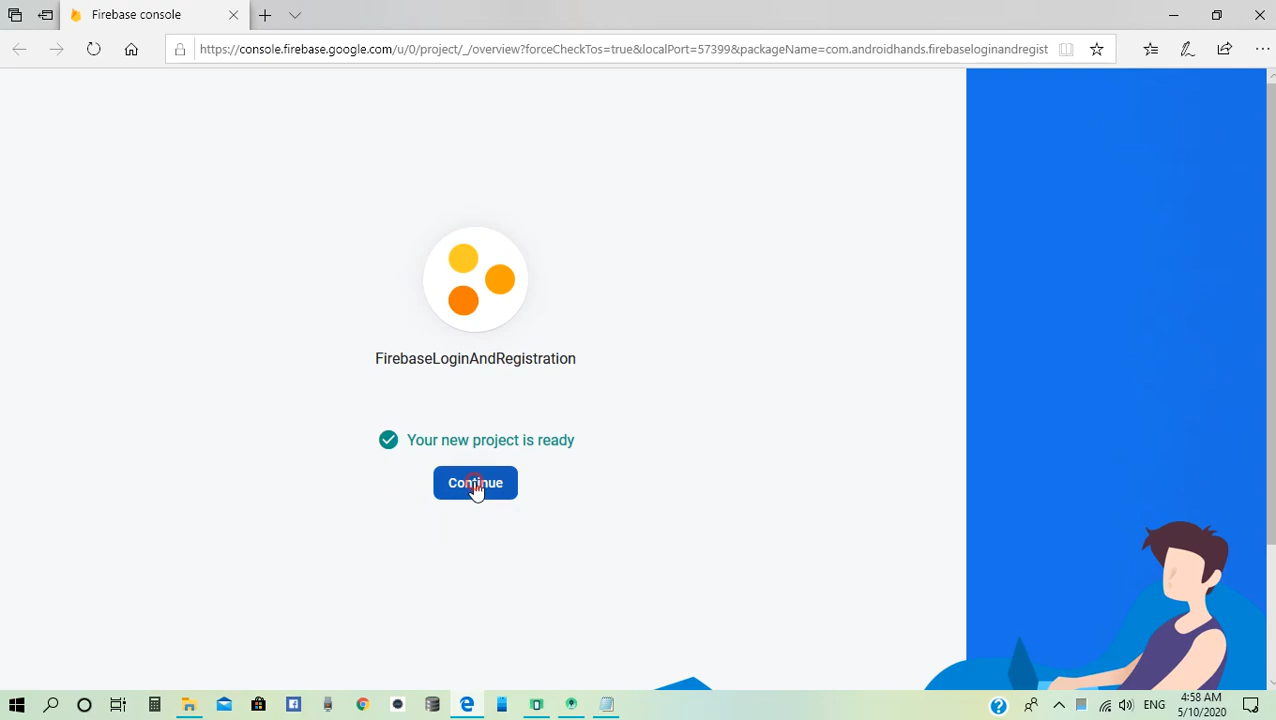 Firebase console
https://console.firebase.google.com/u/0/project/_/overview?forceCheckTos=true&localPort=57399&packageName=com.androidhands.firebaseloginandregist
FirebaseLoginAndRegistration
Your new project is ready
Continue
4:58 AM
ENG
5/10/2020